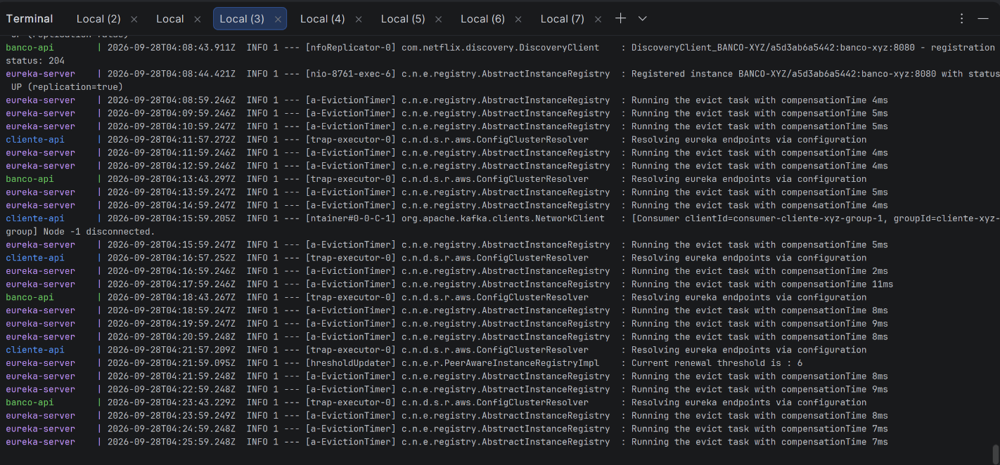 Terminal Local (2) Local Local (3) Local (4) Local (5) Local (6) Local (7)
UP (replication=false)
banco-api | 2026-09-28T04:08:43.911Z INFO 1 --- [nfoReplicator-0] com.netflix.discovery.DiscoveryClient : DiscoveryClient_BANCO-XYZ/a5d3ab6a5442:banco-xyz:8080 - registration
status: 204
eureka-server | 2026-09-28T04:08:44.421Z INFO 1 --- [nio-8761-exec-6] c.n.e.registry.AbstractInstanceRegistry : Registered instance BANCO-XYZ/a5d3ab6a5442:banco-xyz:8080 with status
UP (replication=true)
eureka-server | 2026-09-28T04:08:59.246Z INFO 1 --- [a-EvictionTimer] c.n.e.registry.AbstractInstanceRegistry : Running the evict task with compensationTime 4ms
eureka-server | 2026-09-28T04:09:59.246Z INFO 1 --- [a-EvictionTimer] c.n.e.registry.AbstractInstanceRegistry : Running the evict task with compensationTime 5ms
eureka-server | 2026-09-28T04:10:59.247Z INFO 1 --- [a-EvictionTimer] c.n.e.registry.AbstractInstanceRegistry : Running the evict task with compensationTime 5ms
cliente-api | 2026-09-28T04:11:57.272Z INFO 1 --- [trap-executor-0] c.n.d.s.r.aws.ConfigClusterResolver : Resolving eureka endpoints via configuration
eureka-server | 2026-09-28T04:11:59.246Z INFO 1 --- [a-EvictionTimer] c.n.e.registry.AbstractInstanceRegistry : Running the evict task with compensationTime 4ms
eureka-server | 2026-09-28T04:12:59.246Z INFO 1 --- [a-EvictionTimer] c.n.e.registry.AbstractInstanceRegistry : Running the evict task with compensationTime 4ms
banco-api | 2026-09-28T04:13:43.297Z INFO 1 --- [trap-executor-0] c.n.d.s.r.aws.ConfigClusterResolver : Resolving eureka endpoints via configuration
eureka-server | 2026-09-28T04:13:59.247Z INFO 1 --- [a-EvictionTimer] c.n.e.registry.AbstractInstanceRegistry : Running the evict task with compensationTime 5ms
eureka-server | 2026-09-28T04:14:59.247Z INFO 1 --- [a-EvictionTimer] c.n.e.registry.AbstractInstanceRegistry : Running the evict task with compensationTime 4ms
cliente-api | 2026-09-28T04:15:59.205Z INFO 1 --- [ntainer#0-0-C-1] org.apache.kafka.clients.NetworkClient : [Consumer clientId=consumer-cliente-xyz-group-1, groupId=cliente-xyz-
group] Node -1 disconnected.
eureka-server | 2026-09-28T04:15:59.247Z INFO 1 --- [a-EvictionTimer] c.n.e.registry.AbstractInstanceRegistry : Running the evict task with compensationTime 5ms
cliente-api | 2026-09-28T04:16:57.252Z INFO 1 --- [trap-executor-0] c.n.d.s.r.aws.ConfigClusterResolver : Resolving eureka endpoints via configuration
eureka-server | 2026-09-28T04:16:59.246Z INFO 1 --- [a-EvictionTimer] c.n.e.registry.AbstractInstanceRegistry : Running the evict task with compensationTime 2ms
eureka-server | 2026-09-28T04:17:59.246Z INFO 1 --- [a-EvictionTimer] c.n.e.registry.AbstractInstanceRegistry : Running the evict task with compensationTime 11ms
banco-api | 2026-09-28T04:18:43.267Z INFO 1 --- [trap-executor-0] c.n.d.s.r.aws.ConfigClusterResolver : Resolving eureka endpoints via configuration
eureka-server | 2026-09-28T04:18:59.247Z INFO 1 --- [a-EvictionTimer] c.n.e.registry.AbstractInstanceRegistry : Running the evict task with compensationTime 8ms
eureka-server | 2026-09-28T04:19:59.247Z INFO 1 --- [a-EvictionTimer] c.n.e.registry.AbstractInstanceRegistry : Running the evict task with compensationTime 9ms
eureka-server | 2026-09-28T04:20:59.248Z INFO 1 --- [a-EvictionTimer] c.n.e.registry.AbstractInstanceRegistry : Running the evict task with compensationTime 8ms
cliente-api | 2026-09-28T04:21:57.209Z INFO 1 --- [trap-executor-0] c.n.d.s.r.aws.ConfigClusterResolver : Resolving eureka endpoints via configuration
eureka-server | 2026-09-28T04:21:59.095Z INFO 1 --- [hresholdUpdater] c.n.e.r.PeerAwareInstanceRegistryImpl : Current renewal threshold is : 6
eureka-server | 2026-09-28T04:21:59.248Z INFO 1 --- [a-EvictionTimer] c.n.e.registry.AbstractInstanceRegistry : Running the evict task with compensationTime 8ms
eureka-server | 2026-09-28T04:22:59.248Z INFO 1 --- [a-EvictionTimer] c.n.e.registry.AbstractInstanceRegistry : Running the evict task with compensationTime 9ms
banco-api | 2026-09-28T04:23:43.229Z INFO 1 --- [trap-executor-0] c.n.d.s.r.aws.ConfigClusterResolver : Resolving eureka endpoints via configuration
eureka-server | 2026-09-28T04:23:59.249Z INFO 1 --- [a-EvictionTimer] c.n.e.registry.AbstractInstanceRegistry : Running the evict task with compensationTime 8ms
eureka-server | 2026-09-28T04:24:59.248Z INFO 1 --- [a-EvictionTimer] c.n.e.registry.AbstractInstanceRegistry : Running the evict task with compensationTime 7ms
eureka-server | 2026-09-28T04:25:59.248Z INFO 1 --- [a-EvictionTimer] c.n.e.registry.AbstractInstanceRegistry : Running the evict task with compensationTime 7ms